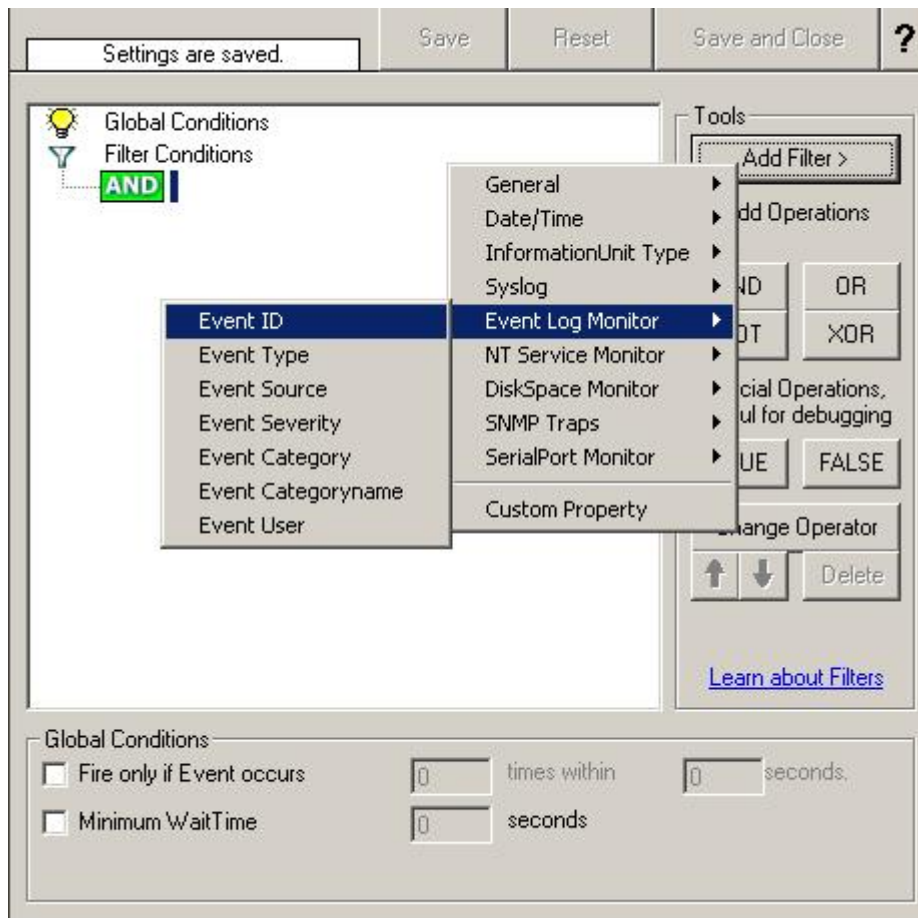 Settings are saved.
Save
Reset
Save and Close
?
Global Conditions
Filter Conditions
AND
Tools
Add Filter >
dd Operations
ND
OR
OT
XOR
cial Operations,
ul for debugging
UE
FALSE
Change Operator
Delete
Learn about Filters
General
Date/Time
InformationUnit Type
Syslog
Event Log Monitor
NT Service Monitor
DiskSpace Monitor
SNMP Traps
SerialPort Monitor
Custom Property
Event ID
Event Type
Event Source
Event Severity
Event Category
Event Categoryname
Event User
Global Conditions
Fire only if Event occurs 0 times within 0 seconds.
Minimum WaitTime 0 seconds